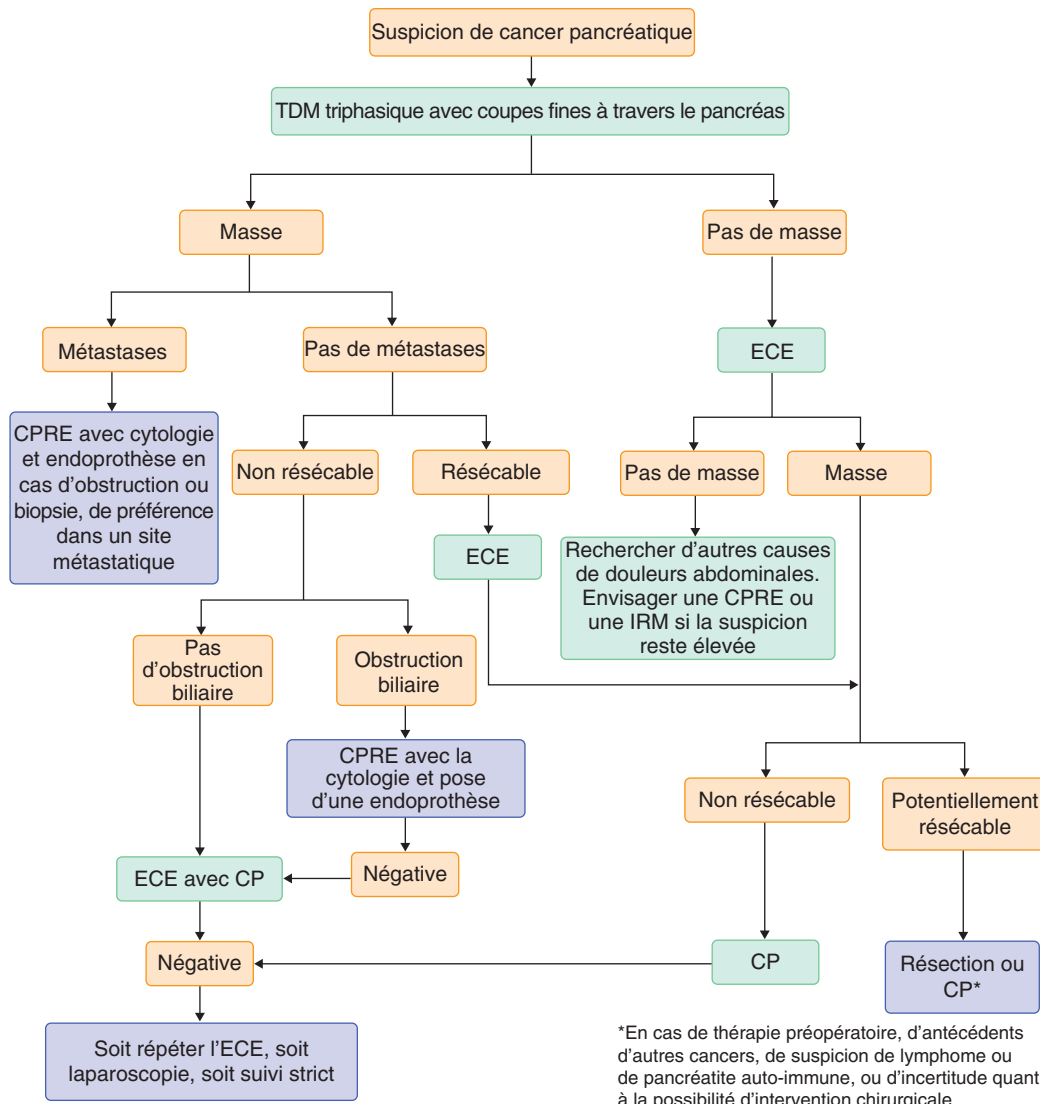 Suspicion de cancer pancréatique
TDM triphasique avec coupes fines à travers le pancréas
Masse
Pas de masse
Métastases
Pas de métastases
ECE
CPRE avec cytologie
et endoprothèse en
cas d'obstruction ou
biopsie, de préférence
dans un site
métastatique
Non résécable
Résécable
Pas de masse
Masse
ECE
Rechercher d'autres causes
de douleurs abdominales.
Envisager une CPRE ou
une IRM si la suspicion
reste élevée
Pas
d'obstruction
biliaire
Obstruction
biliaire
CPRE avec la
cytologie et pose
d'une endoprothèse
Non résécable
Potentiellement
résécable
ECE avec CP
Négative
Négative
CP
Résection ou
CP*
Soit répéter l'ECE, soit
laparoscopie, soit suivi strict
*En cas de thérapie préopératoire, d'antécédents
d'autres cancers, de suspicion de lymphome ou
de pancréatite auto-immune, ou d'incertitude quant
à la possibilité d'intervention chirurgicale